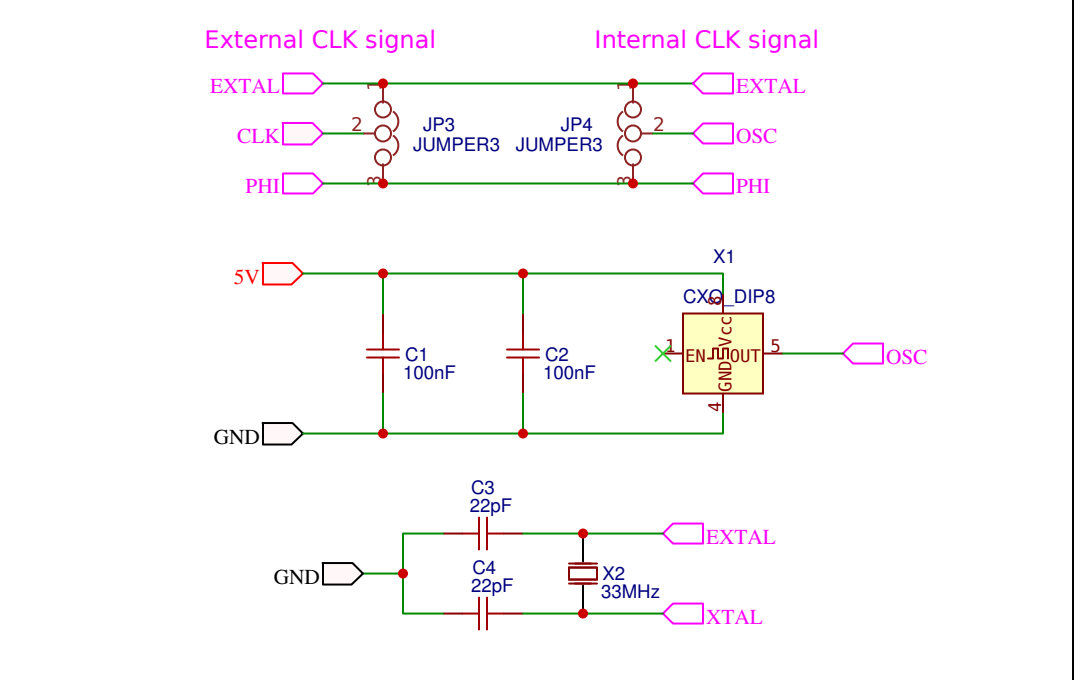 External CLK signal
Internal CLK signal
EXTAL
1
1
EXTAL
CLK
2
JP3
JUMPER3
JP4
JUMPER3
2
OSC
PHI
3
3
PHI
X1
5V
CXO_DIP8
8
C1
100nF
C2
100nF
1
EN
Vcc
GND
OUT
5
OSC
4
GND
C3
22pF
EXTAL
GND
C4
22pF
X2
33MHz
XTAL